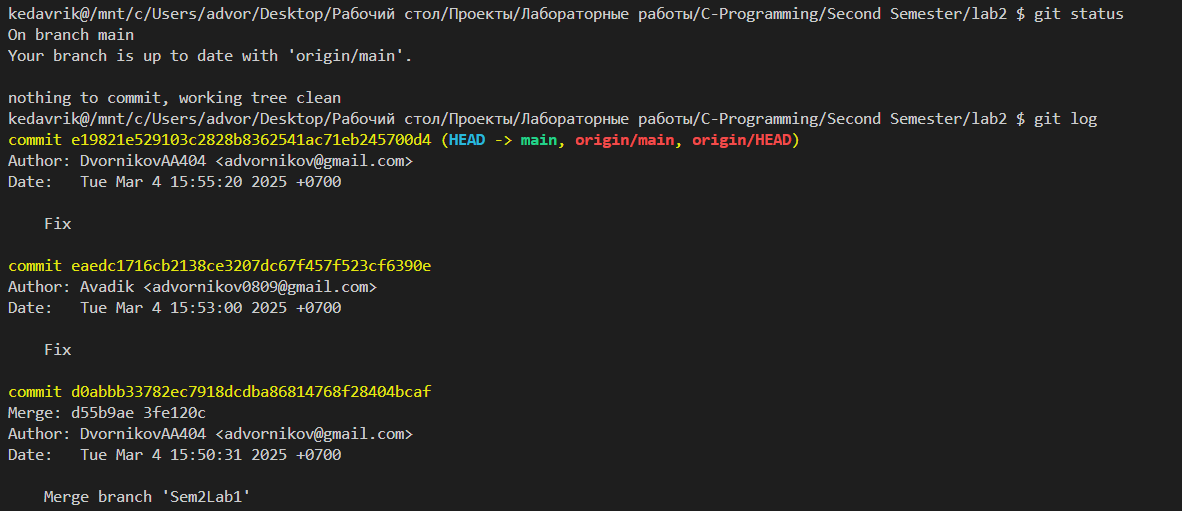 kedavrik@/mnt/c/Users/advor/Desktop/Рабочий стол/Проекты/Лабораторные работы/C-Programming/Second Semester/lab2 $ git status
On branch main
Your branch is up to date with 'origin/main'.
nothing to commit, working tree clean
kedavrik@/mnt/c/Users/advor/Desktop/Рабочий стол/Проекты/Лабораторные работы/C-Programming/Second Semester/lab2 $ git log
commit e19821e529103c2828b8362541ac71eb245700d4 (HEAD -> main, origin/main, origin/HEAD)
Author: DvornikovAA404 <advornikov@gmail.com>
Date:   Tue Mar 4 15:55:20 2025 +0700
Fix
commit eaedc1716cb2138ce3207dc67f457f523cf6390e
Author: Avadik <advornikov0809@gmail.com>
Date:   Tue Mar 4 15:53:00 2025 +0700
Fix
commit d0abbb33782ec7918dcdba86814768f28404bcaf
Merge: d55b9ae 3fe120c
Author: DvornikovAA404 <advornikov@gmail.com>
Date:   Tue Mar 4 15:50:31 2025 +0700
Merge branch 'Sem2Lab1'